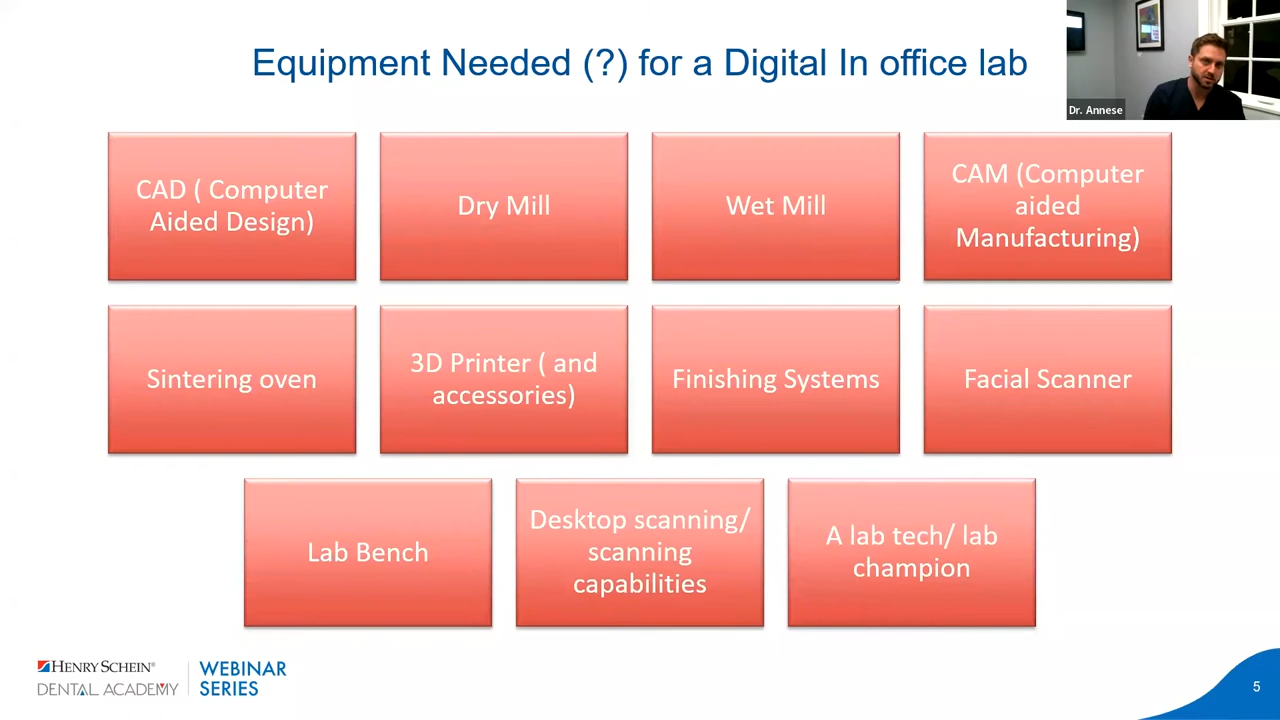 Equipment Needed (?) for a Digital In office lab
Dr. Annese
CAD ( Computer
Aided Design)
Dry Mill
Wet Mill
CAM (Computer
aided
Manufacturing)
Sintering oven
3D Printer ( and
accessories)
Finishing Systems
Facial Scanner
Lab Bench
Desktop scanning/
scanning
capabilities
A lab tech/ lab
champion
HENRY SCHEIN®
DENTAL ACADEMY
WEBINAR
SERIES
5